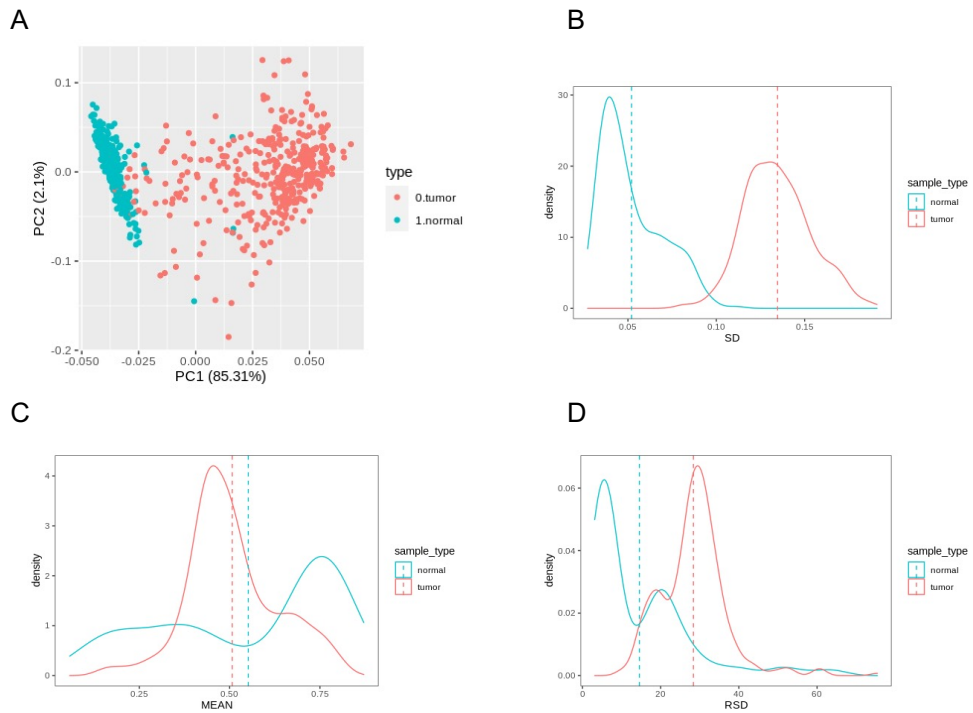 A
0.1
0.0
-0.1
-0.2
PC2 (2.1%)
-0.050
-0.025
0.000
0.025
0.050
PC1 (85.31%)
type
0.tumor
1.normal
B
30
20
10
0
density
0.05
0.10
0.15
SD
sample_type
normal
tumor
C
4
3
2
1
0
density
0.25
0.50
0.75
MEAN
sample_type
normal
tumor
D
0.06
0.04
0.02
0.00
density
0
20
40
60
RSD
sample_type
normal
tumor